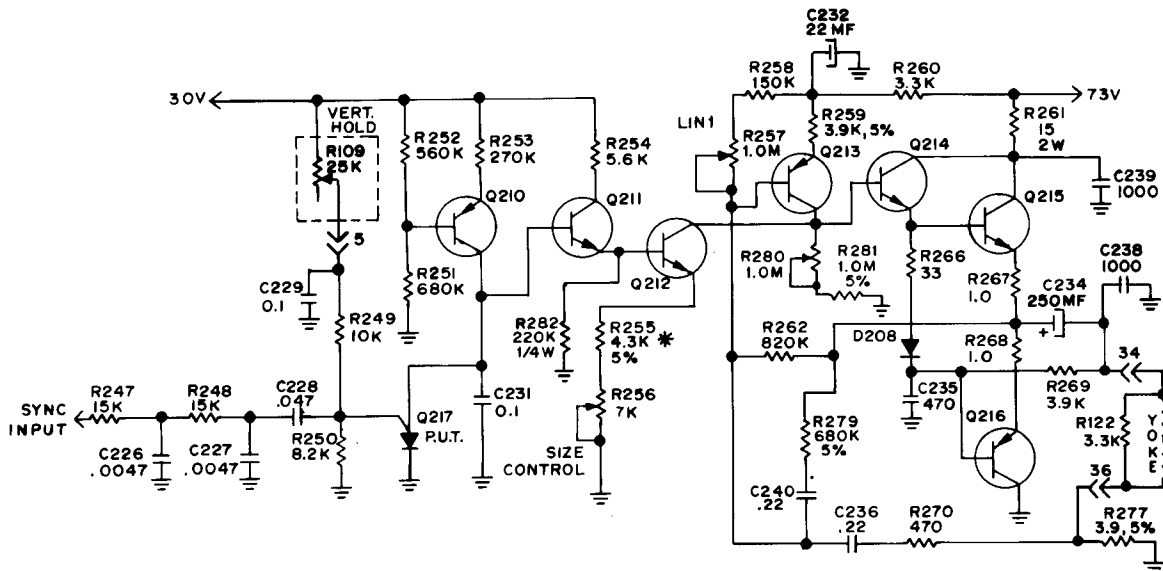 C232
22 MF
R258
150K
R260
3.3K
30V
73V
VERT.
HOLD
R109
25K
R252
560K
R253
270K
R254
5.6K
LIN1
R257
1.0M
R259
3.9K, 5%
Q213
Q214
R261
15
2W
Q210
Q211
Q215
C239
1000
5
R251
680K
Q212
R280
1.0M
R281
1.0M
5%
R266
33
R267
1.0
C238
1000
C234
250MF
+
C229
0.1
R249
10K
R282
220K
1/4W
R255
4.3K *
5%
R262
820K
D208
R268
1.0
34
R247
15K
R248
15K
C228
.047
Q217
P.U.T.
C231
0.1
R256
7K
C235
470
R269
3.9K
SYNC
INPUT
C226
.0047
C227
.0047
R250
8.2K
SIZE
CONTROL
R279
680K
5%
Q216
R122
3.3K
YOKE
36
C240
.22
C236
.22
R270
470
R277
3.9, 5%